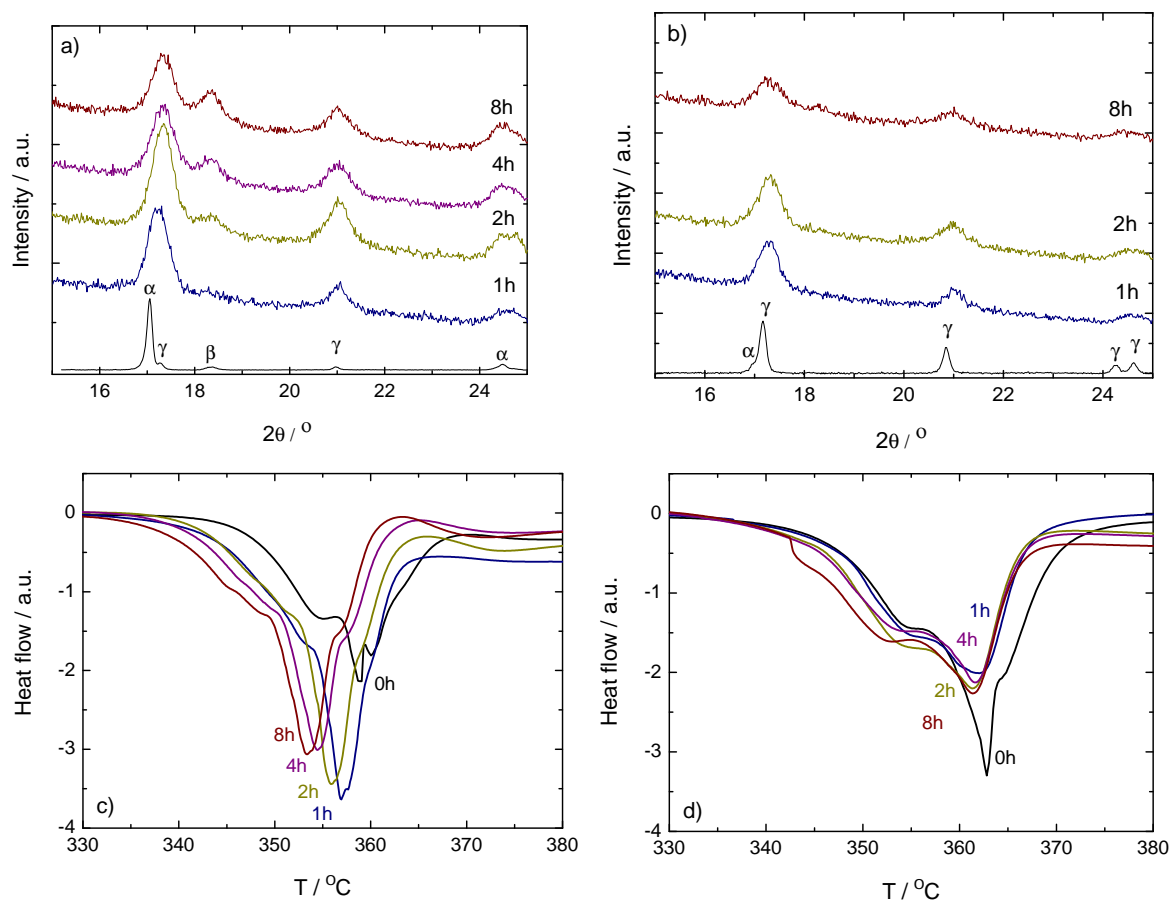 a)
8h
4h
2h
1h
α
γ
β
γ
α
Intensity / a.u.
16 18 20 22 24
2θ / o
b)
8h
2h
1h
α
γ
γ
γ
γ
Intensity / a.u.
16 18 20 22 24
2θ / o
0
-1
-2
-3
-4
Heat flow / a.u.
0h
8h
4h
2h
1h
c)
330 340 350 360 370 380
T / oC
0
-1
-2
-3
-4
Heat flow / a.u.
1h
4h
2h
8h
0h
d)
330 340 350 360 370 380
T / oC